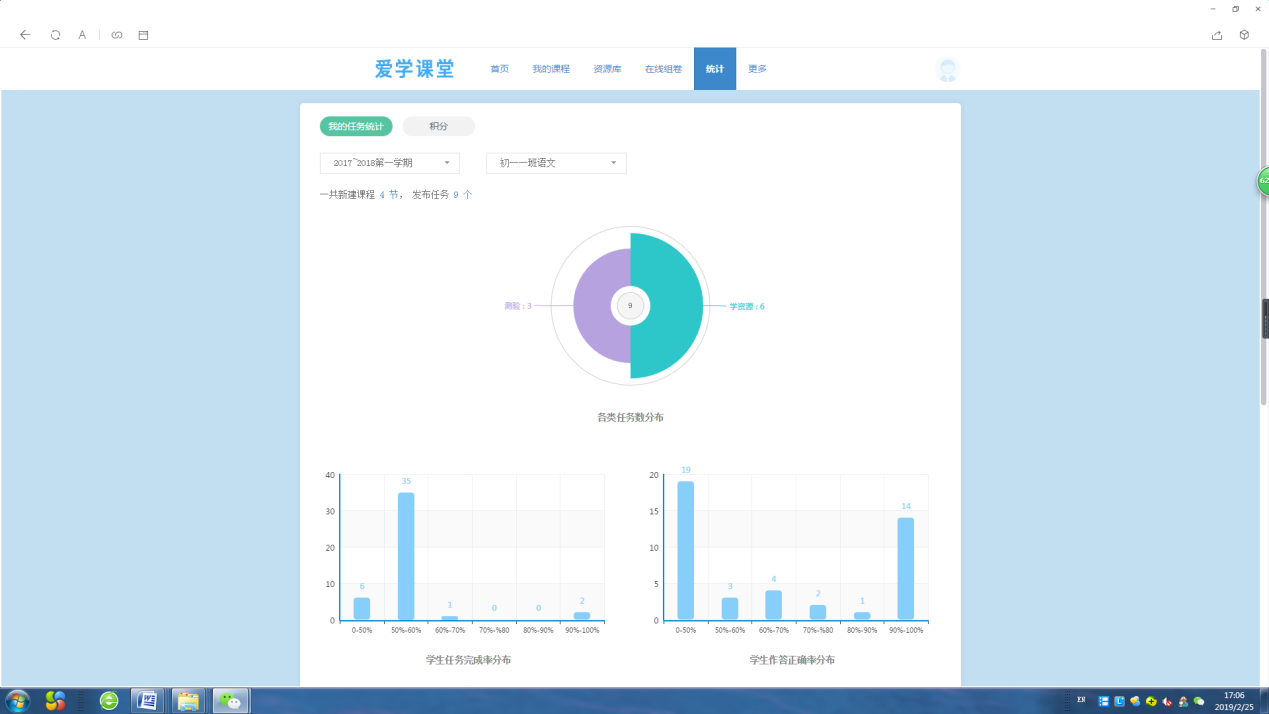 A
爱学课堂 首页 我的课程 资源库 在线组卷 统计 更多
我的任务统计 积分
2017~2018第一学期 初一一班语文
一共新建课程 4 节， 发布任务 9 个
62
测验 : 3 9 学资源 : 6
各类任务数分布
40
30
20
10
0
6 35 1 0 0 2
0-50% 50%-60% 60%-70% 70%-%80 80%-90% 90%-100%
学生任务完成率分布
20
15
10
5
0
19 3 4 2 1 14
0-50% 50%-60% 60%-70% 70%-%80 80%-90% 90%-100%
学生作答正确率分布
EN
17:06
2019/2/25